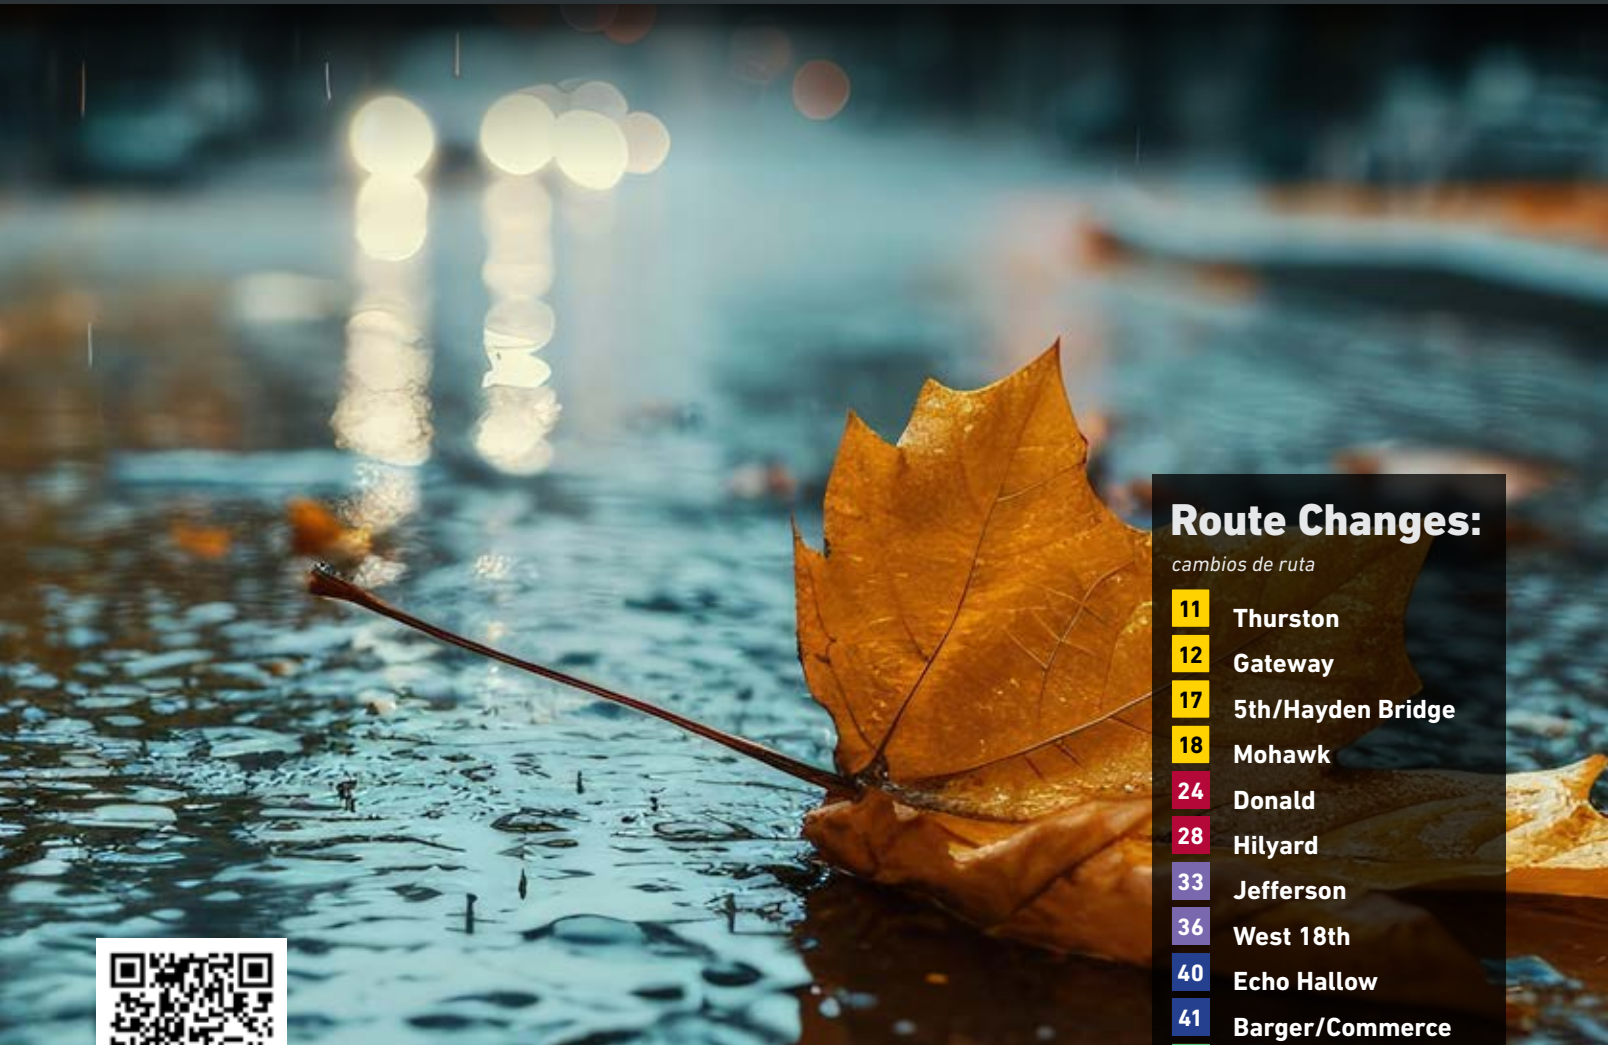 Route Changes:
cambios de ruta
11 Thurston
12 Gateway
17 5th/Hayden Bridge
18 Mohawk
24 Donald
28 Hilyard
33 Jefferson
36 West 18th
40 Echo Hallow
41 Barger/Commerce